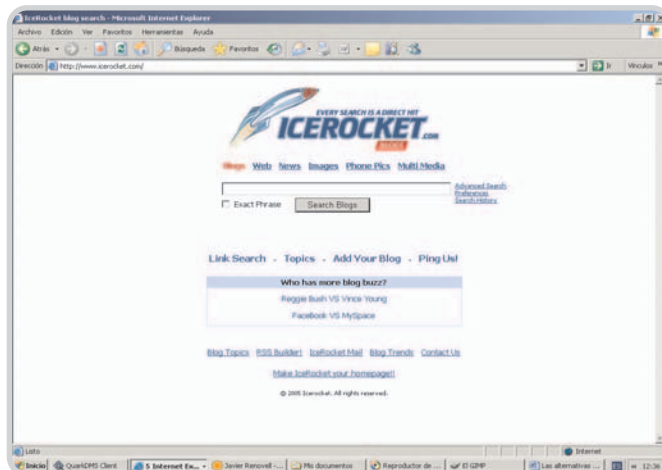 IceRocket blog search - Microsoft Internet Explorer
Archivo Edición Ver Favoritos Herramientas Ayuda
Atrás Búsqueda Favoritos
Dirección http://www.icerocket.com/ Ir Vínculos
EVERY SEARCH IS A DIRECT HIT
ICEROCKET.COM
BLOGS
Blogs Web News Images Phone Pics Multi Media
Advanced Search
Preferences
Search History
Exact Phrase Search Blogs
Link Search - Topics - Add Your Blog - Ping Us!
Who has more blog buzz?
Reggie Bush VS Vince Young
FaceBook VS MySpace
Blog Topics RSS Builder! IceRocket Mail Blog Trends Contact Us
Make IceRocket your homepage!!
© 2005 Icerocket. All rights reserved.
Listo Internet
Inicio QuarkDMS Client 5 Internet Ex... Javier Renovell -... Mis documentos Reproductor de ... El GIMP Las alternativas ... ES 12:36